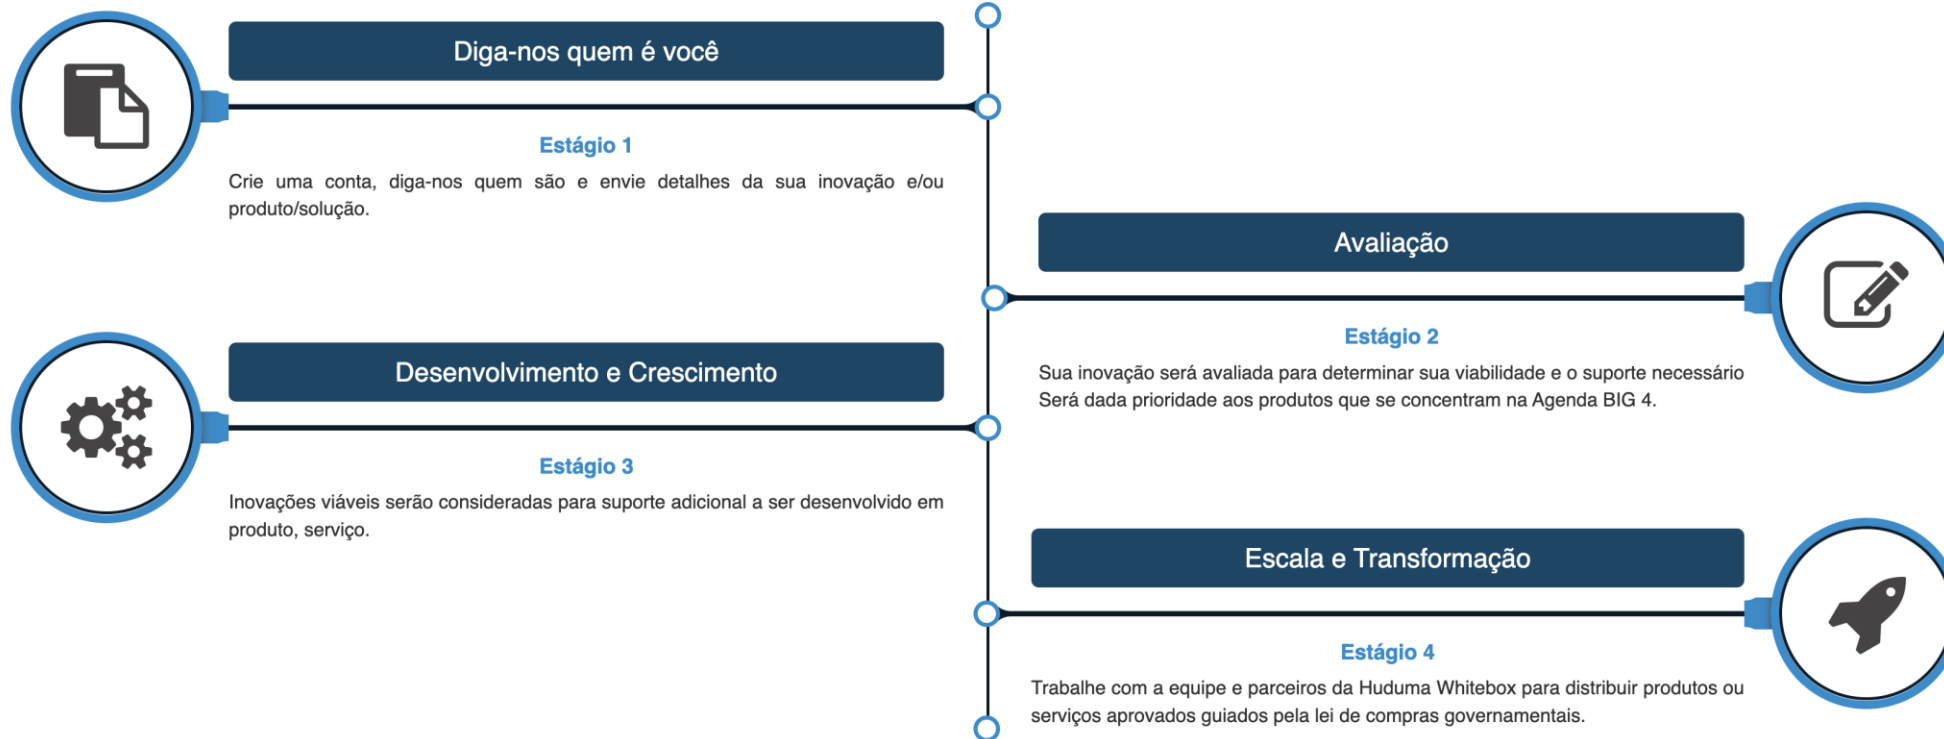 Diga-nos quem é você
Estágio 1
Crie uma conta, diga-nos quem são e envie detalhes da sua inovação e/ou
produto/solução.
Avaliação
Estágio 2
Sua inovação será avaliada para determinar sua viabilidade e o suporte necessário
Será dada prioridade aos produtos que se concentram na Agenda BIG 4.
Desenvolvimento e Crescimento
Estágio 3
Inovações viáveis serão consideradas para suporte adicional a ser desenvolvido em
produto, serviço.
Escala e Transformação
Estágio 4
Trabalhe com a equipe e parceiros da Huduma Whitebox para distribuir produtos ou
serviços aprovados guiados pela lei de compras governamentais.